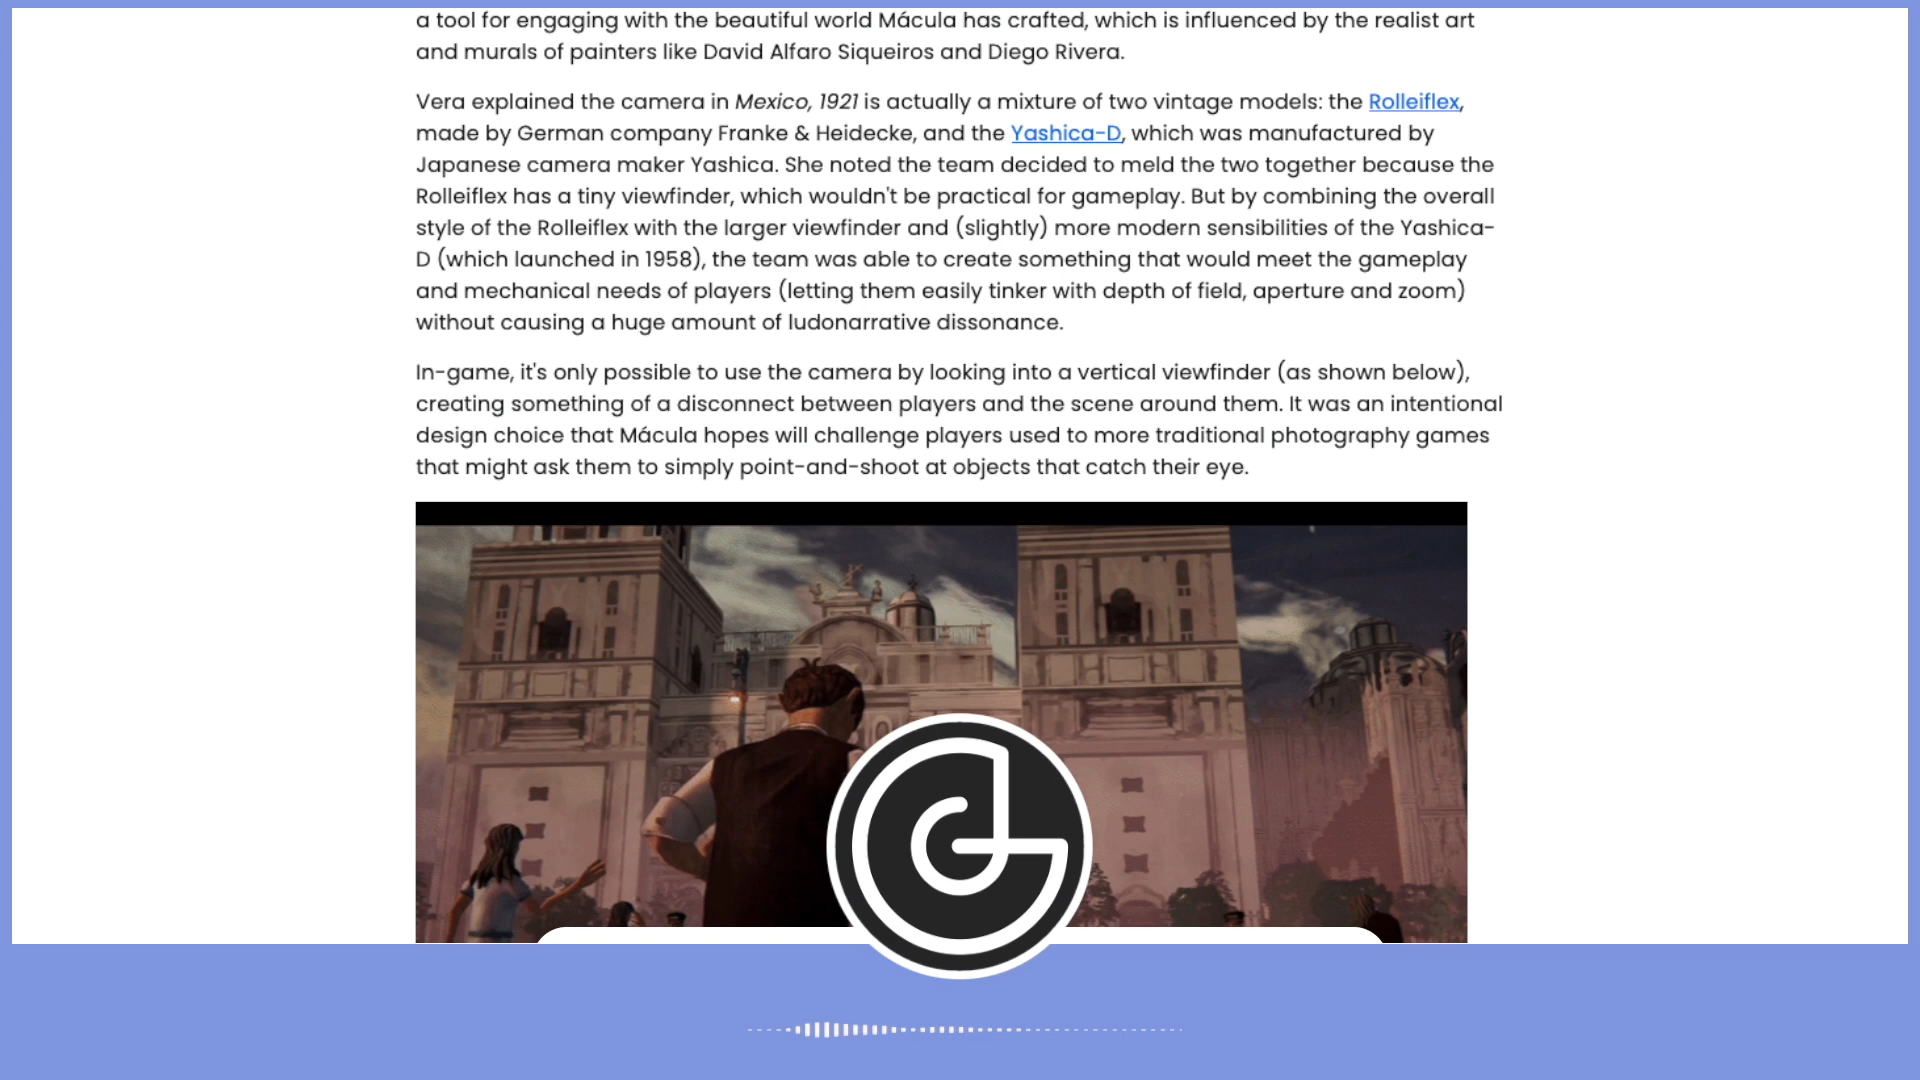 a tool for engaging with the beautiful world Mácula has crafted, which is influenced by the realist art
and murals of painters like David Alfaro Siqueiros and Diego Rivera.
Vera explained the camera in Mexico, 1921 is actually a mixture of two vintage models: the Rolleiflex,
made by German company Franke & Heidecke, and the Yashica-D, which was manufactured by
Japanese camera maker Yashica. She noted the team decided to meld the two together because the
Rolleiflex has a tiny viewfinder, which wouldn't be practical for gameplay. But by combining the overall
style of the Rolleiflex with the larger viewfinder and (slightly) more modern sensibilities of the Yashica-
D (which launched in 1958), the team was able to create something that would meet the gameplay
and mechanical needs of players (letting them easily tinker with depth of field, aperture and zoom)
without causing a huge amount of ludonarrative dissonance.
In-game, it's only possible to use the camera by looking into a vertical viewfinder (as shown below),
creating something of a disconnect between players and the scene around them. It was an intentional
design choice that Mácula hopes will challenge players used to more traditional photography games
that might ask them to simply point-and-shoot at objects that catch their eye.